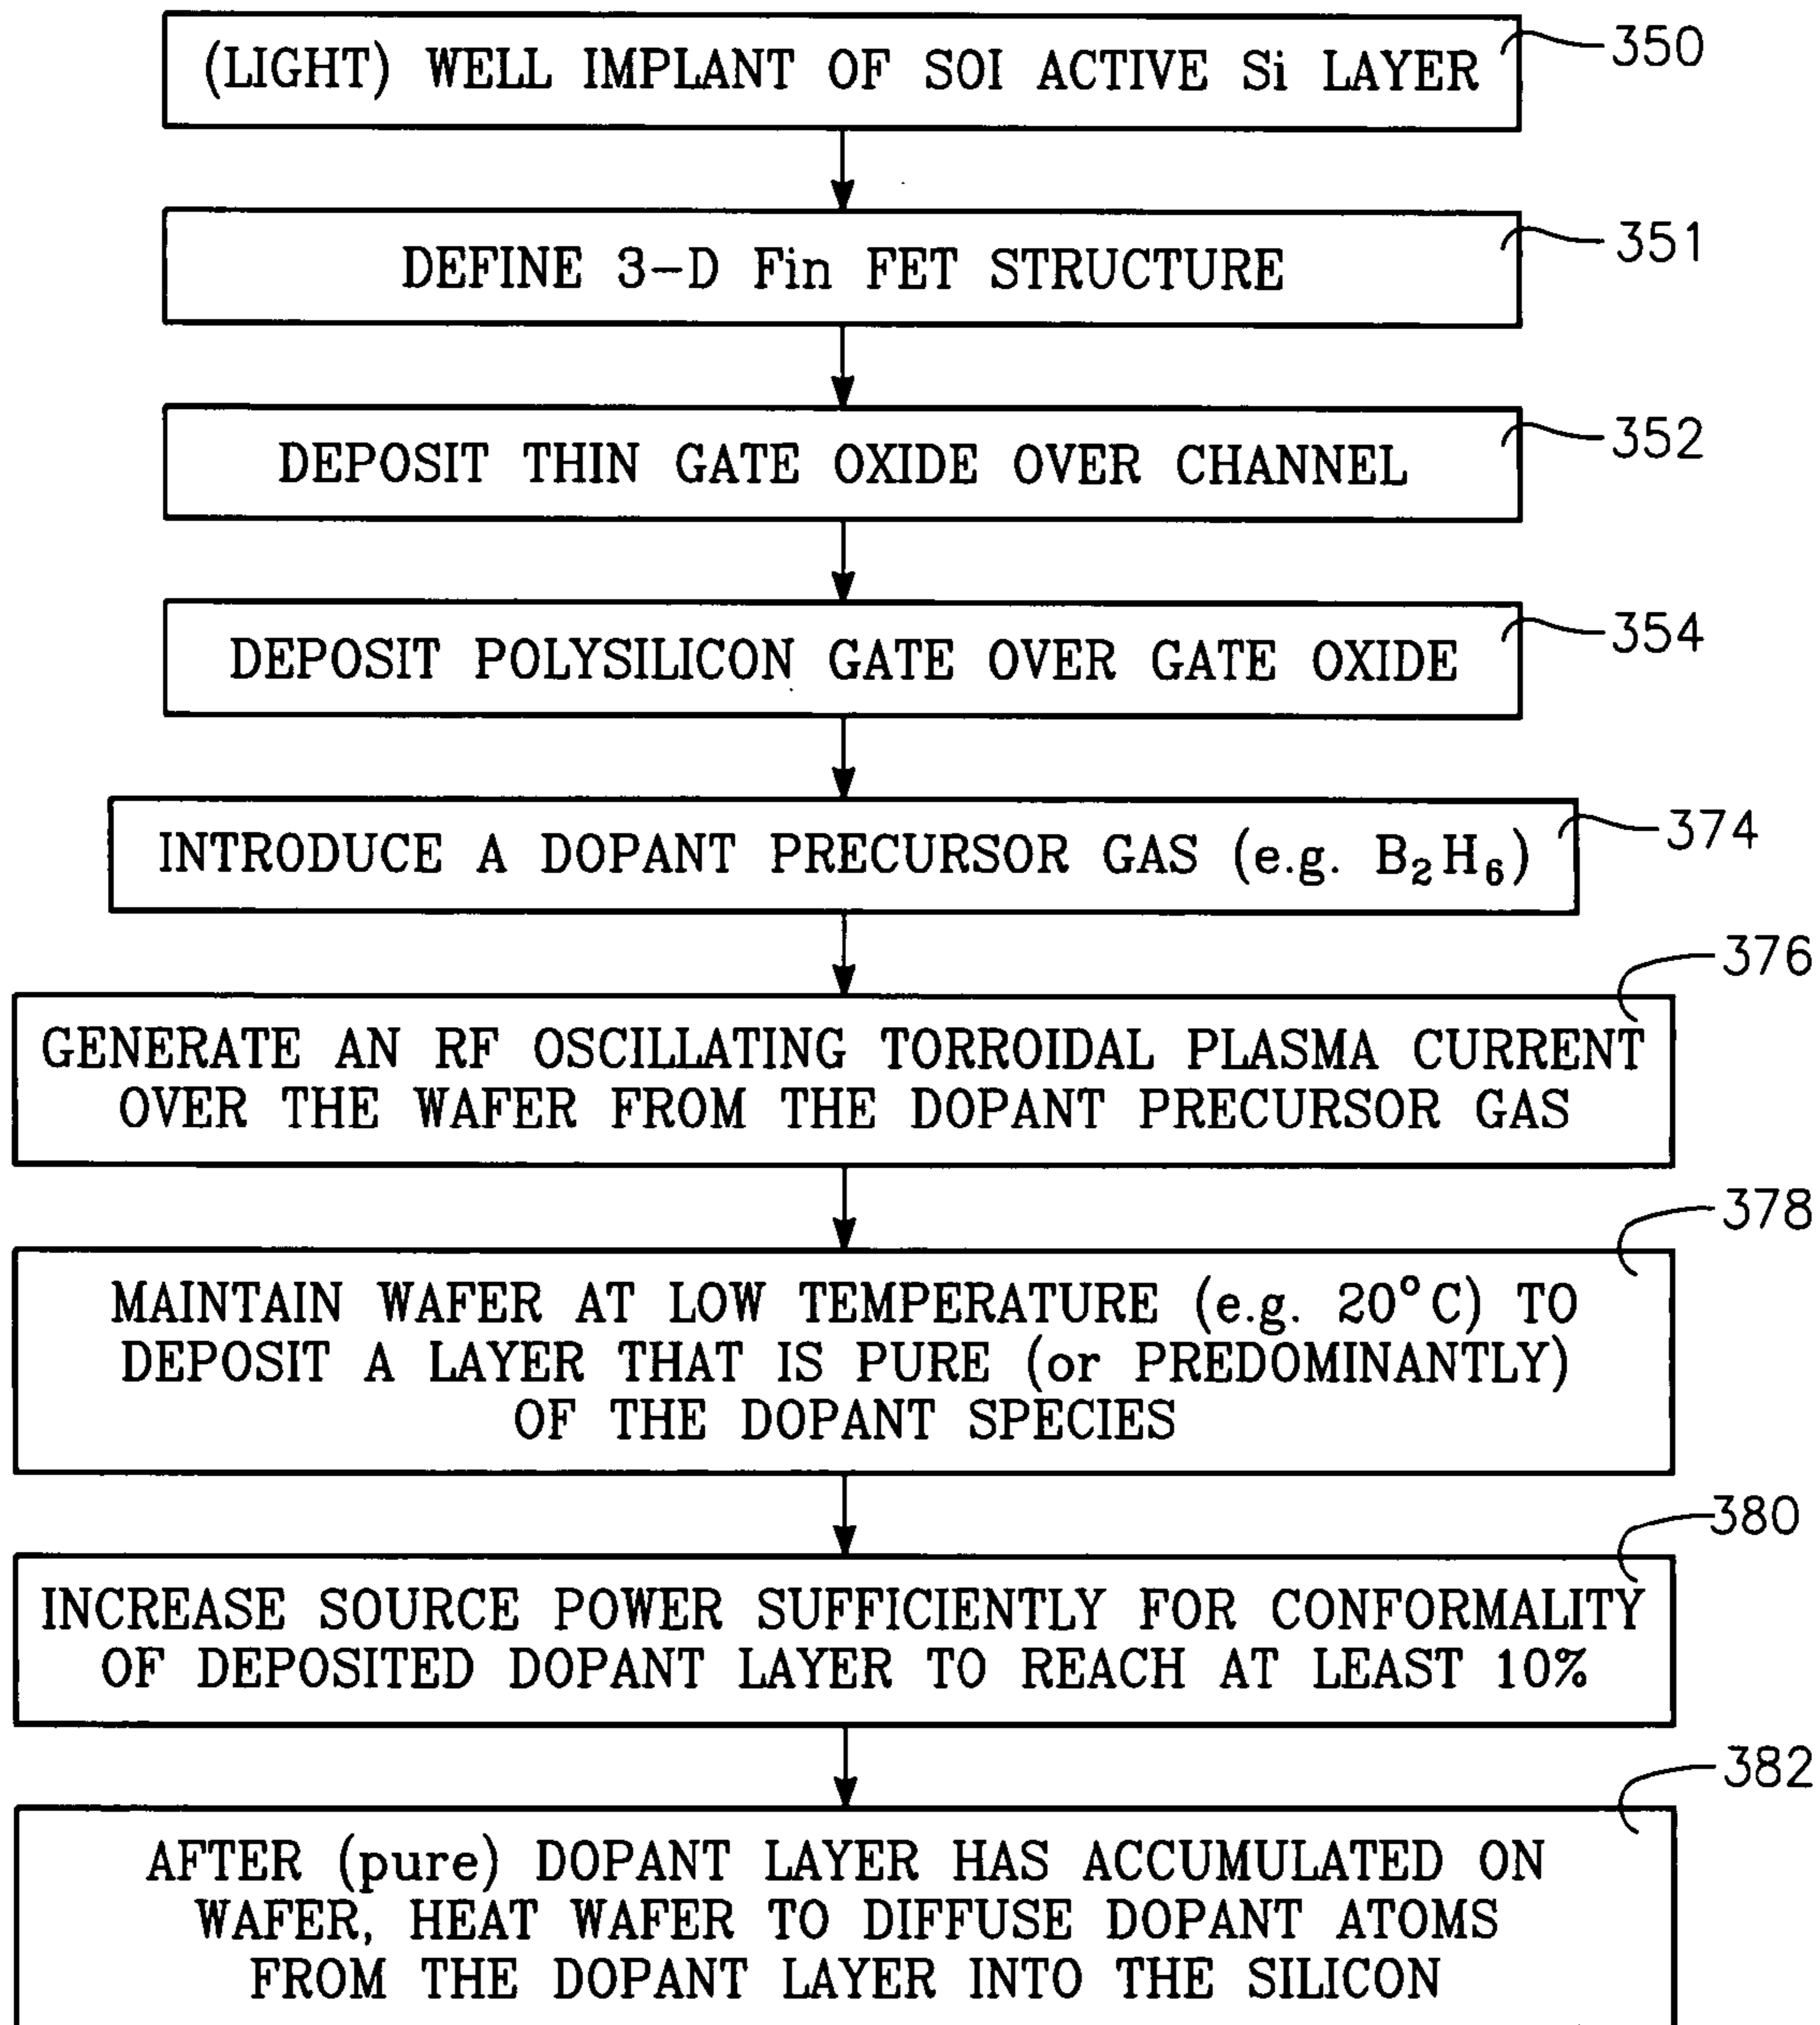 (LIGHT) WELL IMPLANT OF SOI ACTIVE Si LAYER
350
DEFINE 3-D Fin FET STRUCTURE
351
DEPOSIT THIN GATE OXIDE OVER CHANNEL
352
DEPOSIT POLYSILICON GATE OVER GATE OXIDE
354
INTRODUCE A DOPANT PRECURSOR GAS (e.g. B₂H₆)
374
376
GENERATE AN RF OSCILLATING TORROIDAL PLASMA CURRENT
OVER THE WAFER FROM THE DOPANT PRECURSOR GAS
378
MAINTAIN WAFER AT LOW TEMPERATURE (e.g. 20°C) TO
DEPOSIT A LAYER THAT IS PURE (or PREDOMINANTLY)
OF THE DOPANT SPECIES
380
INCREASE SOURCE POWER SUFFICIENTLY FOR CONFORMALITY
OF DEPOSITED DOPANT LAYER TO REACH AT LEAST 10%
382
AFTER (pure) DOPANT LAYER HAS ACCUMULATED ON
WAFER, HEAT WAFER TO DIFFUSE DOPANT ATOMS
FROM THE DOPANT LAYER INTO THE SILICON